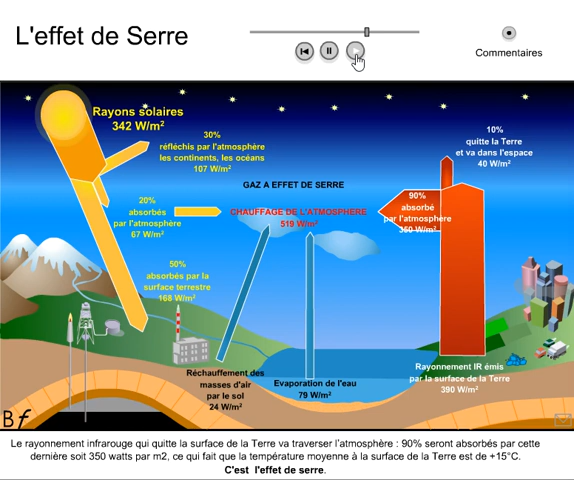 L'effet de Serre
Commentaires
Rayons solaires
342 W/m²
30%
réfléchis par l'atmosphère
les continents, les océans
107 W/m²
10%
quitte la Terre
et va dans l'espace
40 W/m²
GAZ A EFFET DE SERRE
20%
absorbés
par l'atmosphère
67 W/m²
CHAUFFAGE DE L'ATMOSPHERE
519 W/m²
90%
absorbé
par l'atmosphère
350 W/m²
50%
absorbés par la
surface terrestre
168 W/m²
Réchauffement des
masses d'air
par le sol
24 W/m²
Evaporation de l'eau
79 W/m²
Rayonnement IR émis
par la surface de la Terre
390 W/m²
Bf
Le rayonnement infrarouge qui quitte la surface de la Terre va traverser l'atmosphère : 90% seront absorbés par cette
dernière soit 350 watts par m2, ce qui fait que la température moyenne à la surface de la Terre est de +15°C.
C'est l'effet de serre.